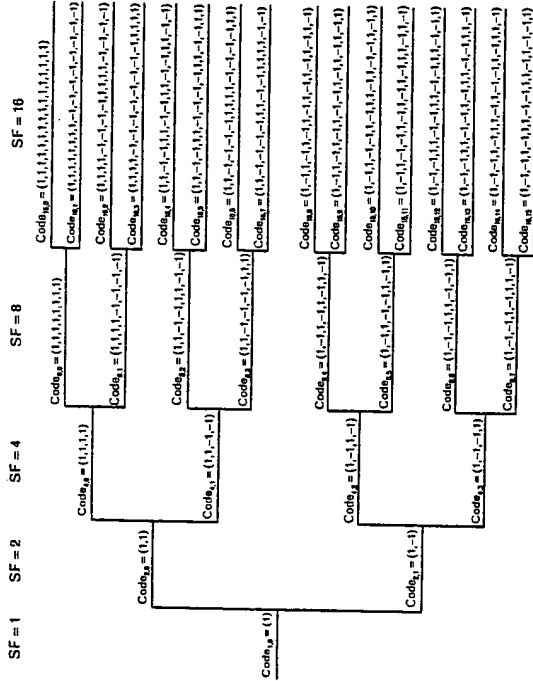 SF = 1
SF = 2
SF = 4
SF = 8
SF = 16
Code1,0 = (1)
Code2,0 = (1,1)
Code2,1 = (1,-1)
Code4,0 = (1,1,1,1)
Code4,1 = (1,1,-1,-1)
Code4,2 = (1,-1,1,-1)
Code4,3 = (1,-1,-1,1)
Code8,0 = (1,1,1,1,1,1,1,1)
Code8,1 = (1,1,1,1,-1,-1,-1,-1)
Code8,2 = (1,1,-1,-1,1,1,-1,-1)
Code8,3 = (1,1,-1,-1,-1,-1,1,1)
Code8,4 = (1,-1,1,-1,1,-1,1,-1)
Code8,5 = (1,-1,1,-1,-1,1,-1,1)
Code8,6 = (1,-1,-1,1,1,-1,-1,1)
Code8,7 = (1,-1,-1,1,-1,1,1,-1)
Code16,0 = (1,1,1,1,1,1,1,1,1,1,1,1,1,1,1,1)
Code16,1 = (1,1,1,1,1,1,1,1,-1,-1,-1,-1,-1,-1,-1,-1)
Code16,2 = (1,1,1,1,-1,-1,-1,-1,1,1,1,1,-1,-1,-1,-1)
Code16,3 = (1,1,1,1,-1,-1,-1,-1,-1,-1,-1,-1,1,1,1,1)
Code16,4 = (1,1,-1,-1,1,1,-1,-1,1,1,-1,-1,1,1,-1,-1)
Code16,5 = (1,1,-1,-1,1,1,-1,-1,-1,-1,1,1,-1,-1,1,1)
Code16,6 = (1,1,-1,-1,-1,-1,1,1,1,1,-1,-1,-1,-1,1,1)
Code16,7 = (1,1,-1,-1,-1,-1,1,1,-1,-1,1,1,1,1,-1,-1)
Code16,8 = (1,-1,1,-1,1,-1,1,-1,1,-1,1,-1,1,-1,1,-1)
Code16,9 = (1,-1,1,-1,1,-1,1,-1,-1,1,-1,1,-1,1,-1,1)
Code16,10 = (1,-1,1,-1,-1,1,-1,1,1,-1,1,-1,-1,1,-1,1)
Code16,11 = (1,-1,1,-1,-1,1,-1,1,-1,1,-1,1,1,-1,1,-1)
Code16,12 = (1,-1,-1,1,1,-1,-1,1,1,-1,-1,1,1,-1,-1,1)
Code16,13 = (1,-1,-1,1,1,-1,-1,1,-1,1,1,-1,-1,1,1,-1)
Code16,14 = (1,-1,-1,1,-1,1,1,-1,1,-1,-1,1,-1,1,1,-1)
Code16,15 = (1,-1,-1,1,-1,1,1,-1,-1,1,1,-1,1,-1,-1,1)